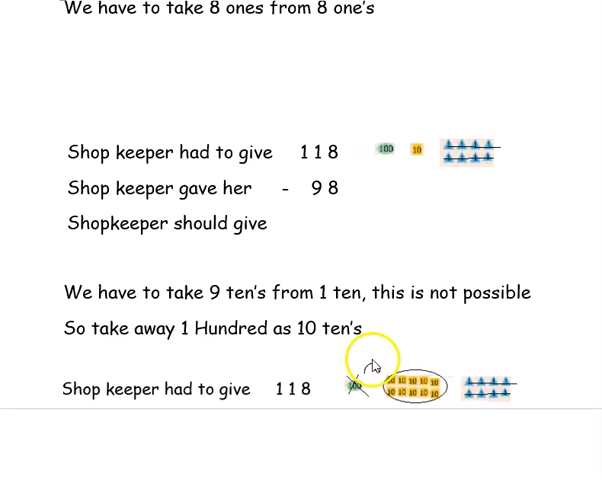 We have to take 8 ones from 8 one's
Shop keeper had to give 1 1 8 100 10
Shop keeper gave her - 9 8
Shopkeeper should give
We have to take 9 ten's from 1 ten, this is not possible
So take away 1 Hundred as 10 ten's
Shop keeper had to give 1 1 8 100 10 10 10 10 10
10 10 10 10 10